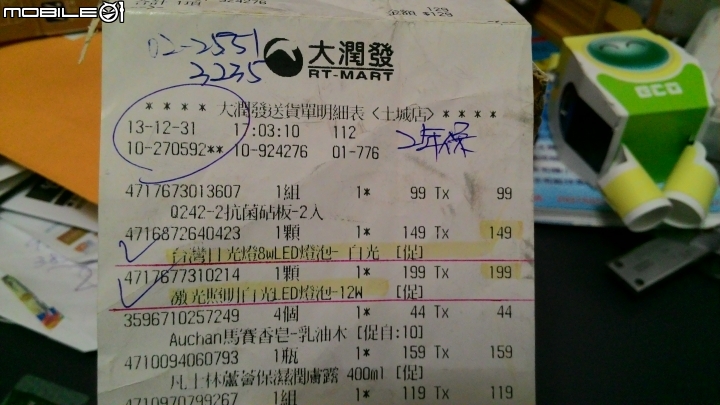 MOBILE01
129
10-924276
$129
02-2551
3235
大潤發
RT-MART
**** 大潤發送貨單明細表〈土城店〉****
13-12-31 17:03:10 112
10-270592** 10-924276 01-776
2年保
4717673013607 1組 1* 99 Tx 99
Q242-2抗菌砧板-2入
4716872640423 1顆 1* 149 Tx 149
台灣日光燈8wLED燈泡- 白光 [促]
4717677310214 1顆 1* 199 Tx 199
激光照明白光LED燈泡-12W [促]
3596710257249 4個 1* 44 Tx 44
Auchan馬賽香皂-乳油木 [促自:10]
4710094060793 1瓶 1* 159 Tx 159
凡士林蘆薈保濕潤膚露 400ml [促]
4710970799267 1組 1* 119 Tx 119
eco